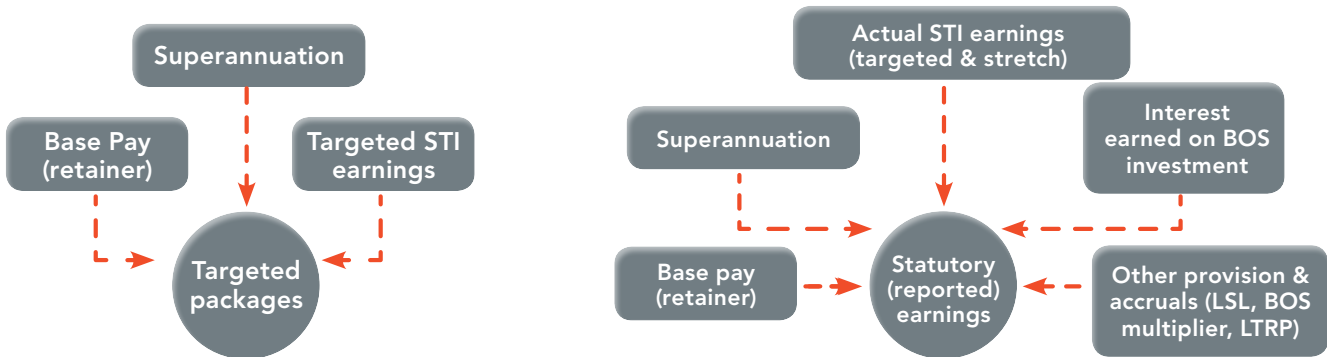 Superannuation
Base Pay
(retainer)
Targeted STI
earnings
Targeted
packages
Actual STI earnings
(targeted & stretch)
Superannuation
Interest
earned on BOS
investment
Base pay
(retainer)
Statutory
(reported)
earnings
Other provision &
accruals (LSL, BOS
multiplier, LTRP)